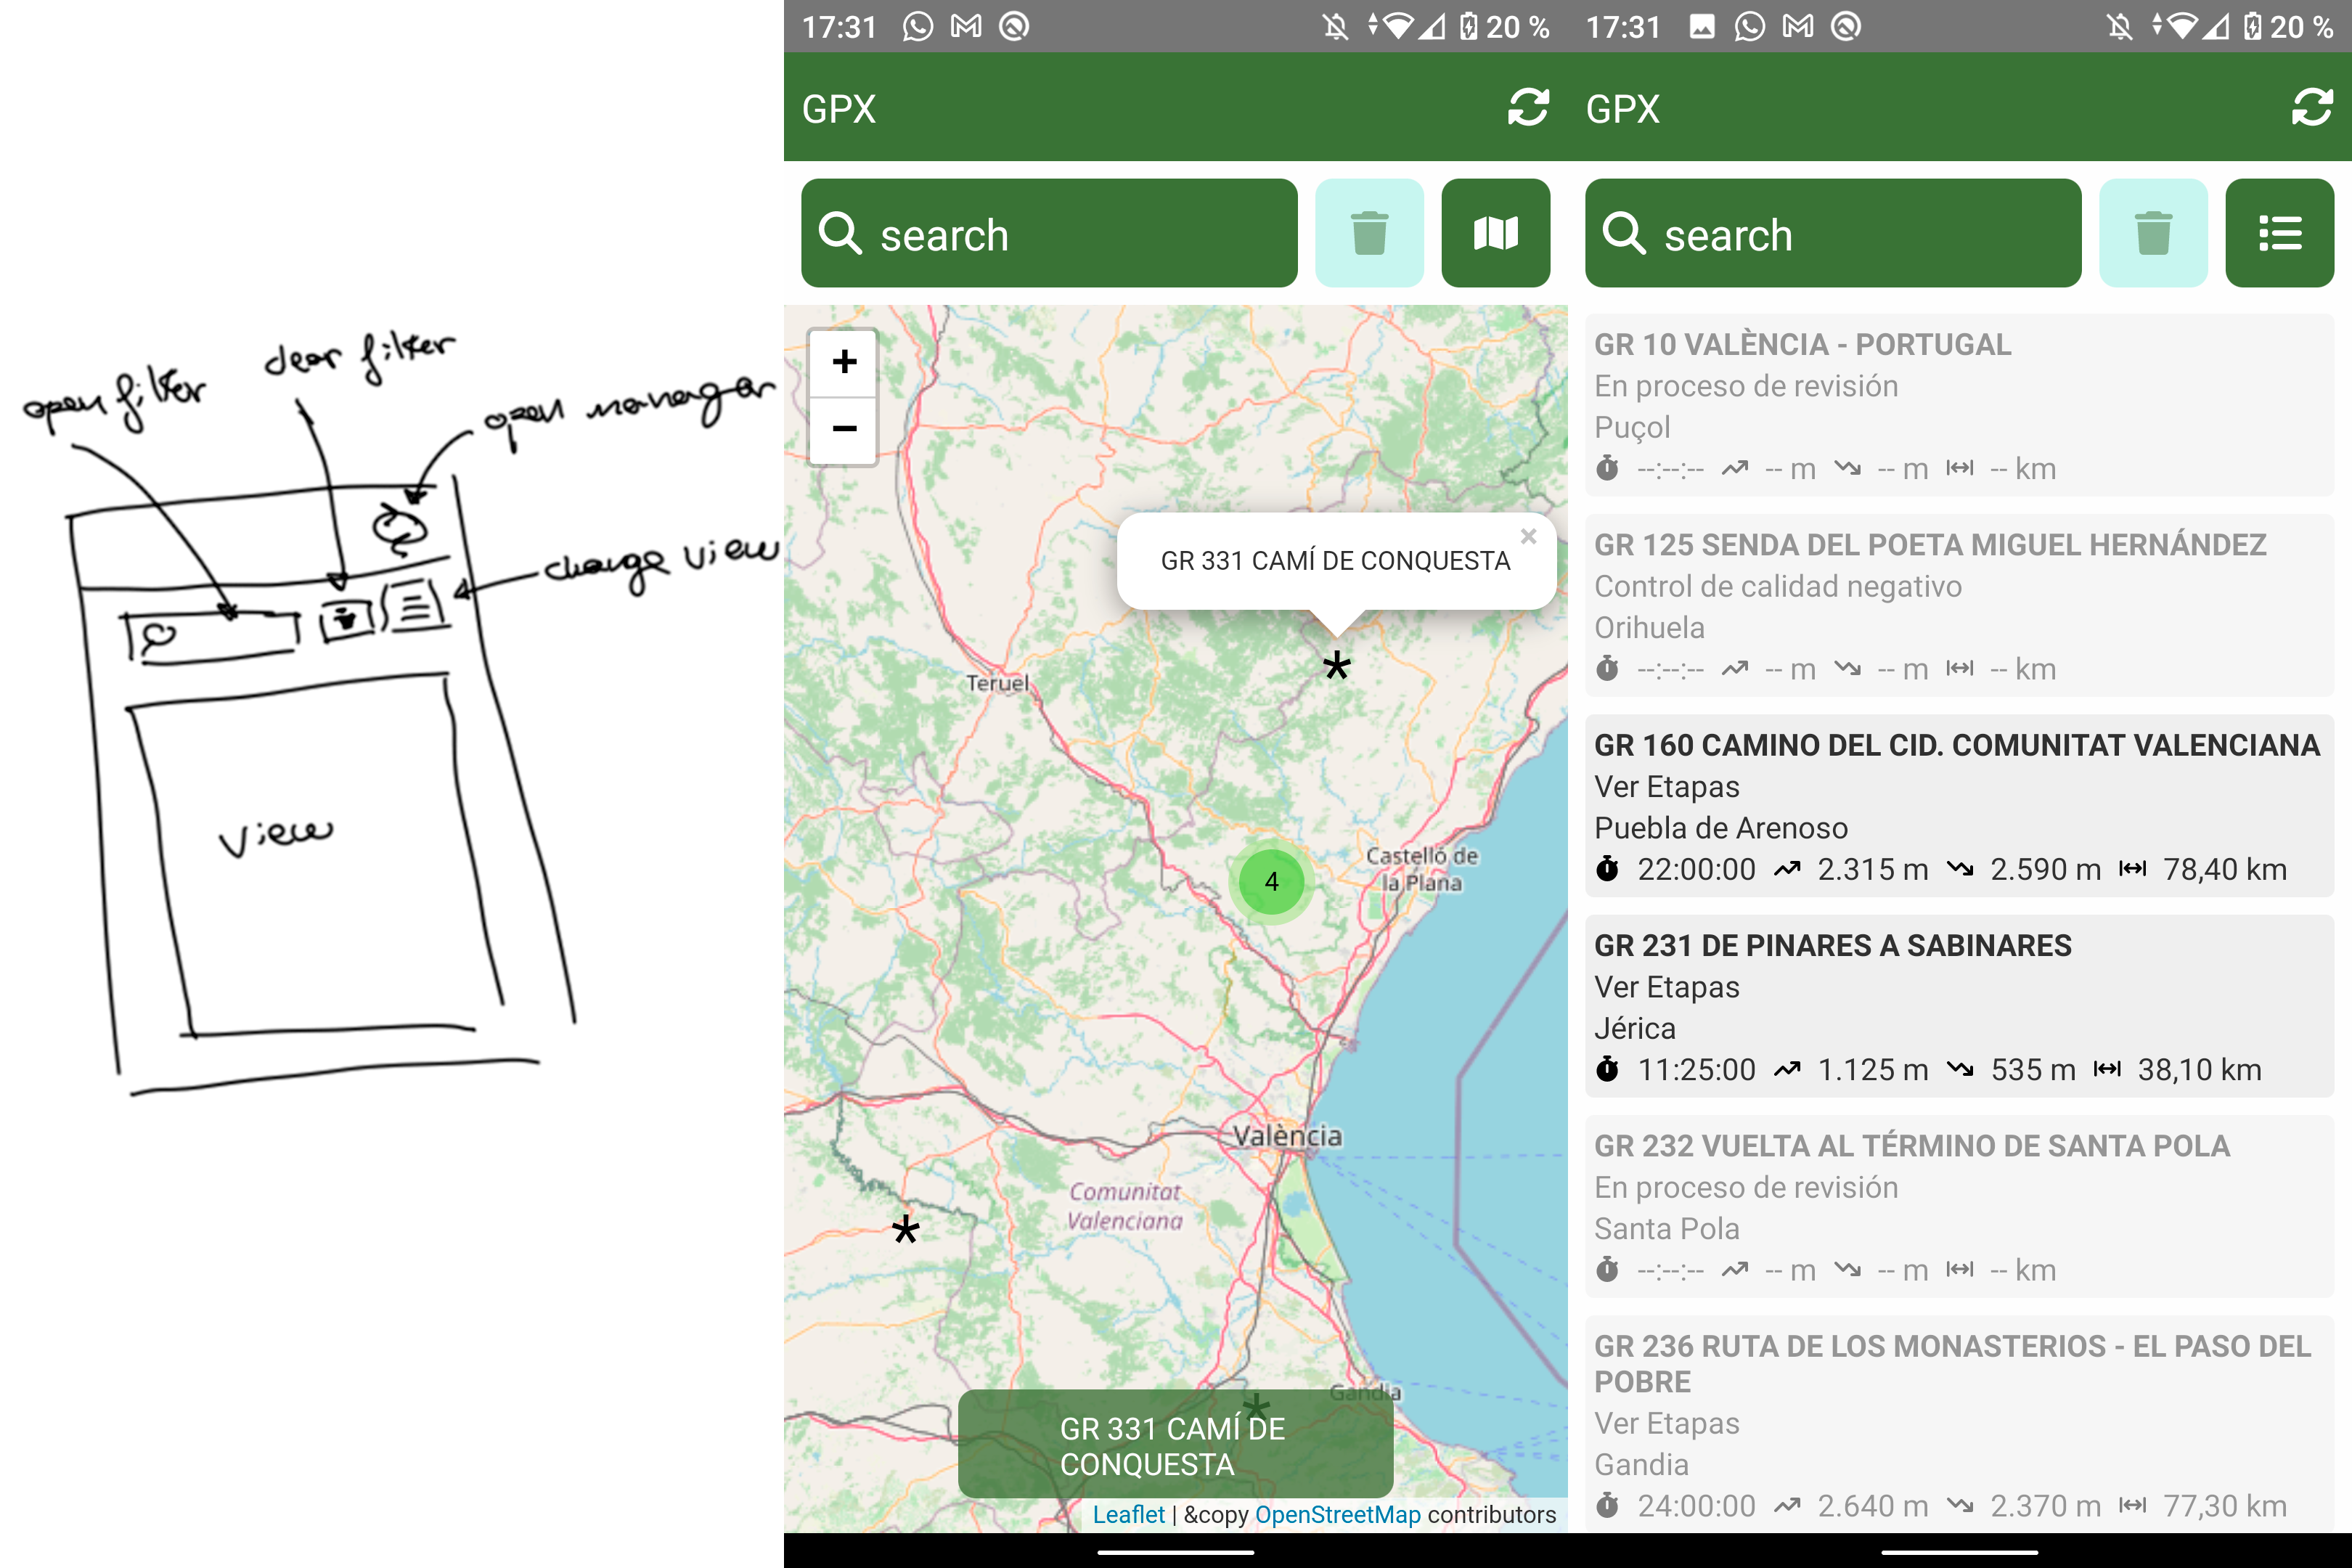 open filter
clear filter
open manager
change view
view
17:31
20 %
GPX
search
+
−
GR 331 CAMÍ DE CONQUESTA
×
Teruel
4
Castelló de
la Plana
València
Comunitat
Valenciana
Gandia
GR 331 CAMÍ DE
CONQUESTA
Leaflet | &copy OpenStreetMap contributors
17:31
20 %
GPX
search
GR 10 VALÈNCIA - PORTUGAL
En proceso de revisión
Puçol
--:--:-- -- m -- m -- km
GR 125 SENDA DEL POETA MIGUEL HERNÁNDEZ
Control de calidad negativo
Orihuela
--:--:-- -- m -- m -- km
GR 160 CAMINO DEL CID. COMUNITAT VALENCIANA
Ver Etapas
Puebla de Arenoso
22:00:00 2.315 m 2.590 m 78,40 km
GR 231 DE PINARES A SABINARES
Ver Etapas
Jérica
11:25:00 1.125 m 535 m 38,10 km
GR 232 VUELTA AL TÉRMINO DE SANTA POLA
En proceso de revisión
Santa Pola
--:--:-- -- m -- m -- km
GR 236 RUTA DE LOS MONASTERIOS - EL PASO DEL
POBRE
Ver Etapas
Gandia
24:00:00 2.640 m 2.370 m 77,30 km